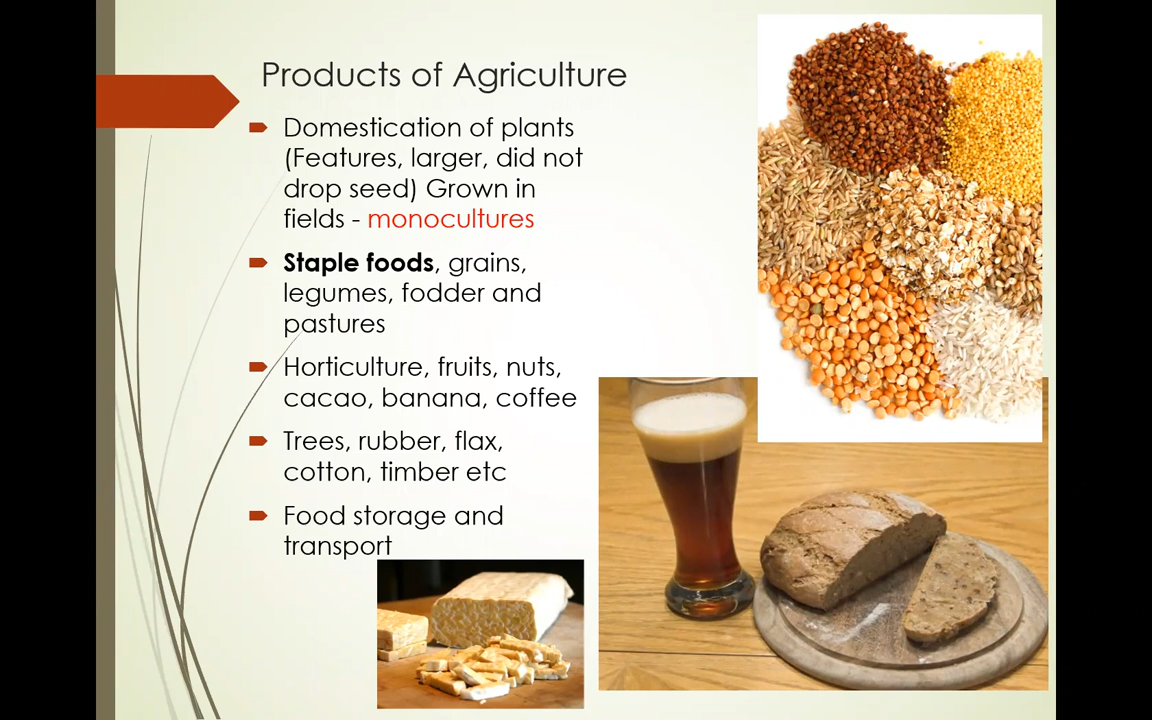 Products of Agriculture
Domestication of plants
(Features, larger, did not
drop seed) Grown in
fields - monocultures
Staple foods, grains,
legumes, fodder and
pastures
Horticulture, fruits, nuts,
cacao, banana, coffee
Trees, rubber, flax,
cotton, timber etc
Food storage and
transport